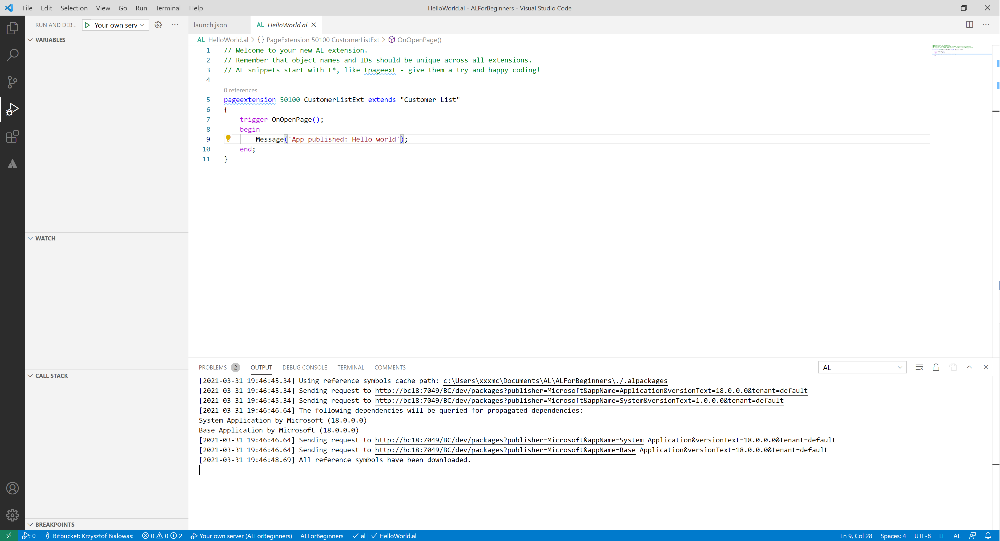 File Edit Selection View Go Run Terminal Help
HelloWorld.al - ALForBeginners - Visual Studio Code
RUN AND DEB... Your own serv
launch.json
AL HelloWorld.al
VARIABLES
AL HelloWorld.al {} PageExtension 50100 CustomerListExt OnOpenPage()
1 // Welcome to your new AL extension.
2 // Remember that object names and IDs should be unique across all extensions.
3 // AL snippets start with t*, like tpageext - give them a try and happy coding!
4
0 references
5 pageextension 50100 CustomerListExt extends "Customer List"
6 {
7 trigger OnOpenPage();
8 begin
9 Message('App published: Hello world');
10 end;
11 }
WATCH
CALL STACK
BREAKPOINTS
PROBLEMS 2 OUTPUT DEBUG CONSOLE TERMINAL COMMENTS
AL
[2021-03-31 19:46:45.34] Using reference symbols cache path: c:\Users\xxxmc\Documents\AL\ALForBeginners\./.alpackages
[2021-03-31 19:46:45.34] Sending request to http://bc18:7049/BC/dev/packages?publisher=Microsoft&appName=Application&versionText=18.0.0.0&tenant=default
[2021-03-31 19:46:45.34] Sending request to http://bc18:7049/BC/dev/packages?publisher=Microsoft&appName=System&versionText=1.0.0.0&tenant=default
[2021-03-31 19:46:46.64] The following dependencies will be queried for propagated dependencies:
System Application by Microsoft (18.0.0.0)
Base Application by Microsoft (18.0.0.0)
[2021-03-31 19:46:46.64] Sending request to http://bc18:7049/BC/dev/packages?publisher=Microsoft&appName=System Application&versionText=18.0.0.0&tenant=default
[2021-03-31 19:46:46.64] Sending request to http://bc18:7049/BC/dev/packages?publisher=Microsoft&appName=Base Application&versionText=18.0.0.0&tenant=default
[2021-03-31 19:46:48.69] All reference symbols have been downloaded.
: 0 Bitbucket: Krzysztof Bialowas: 0 0 2 Your own server (ALForBeginners) ALForBeginners al | HelloWorld.al
Ln 9, Col 28 Spaces: 4 UTF-8 LF AL